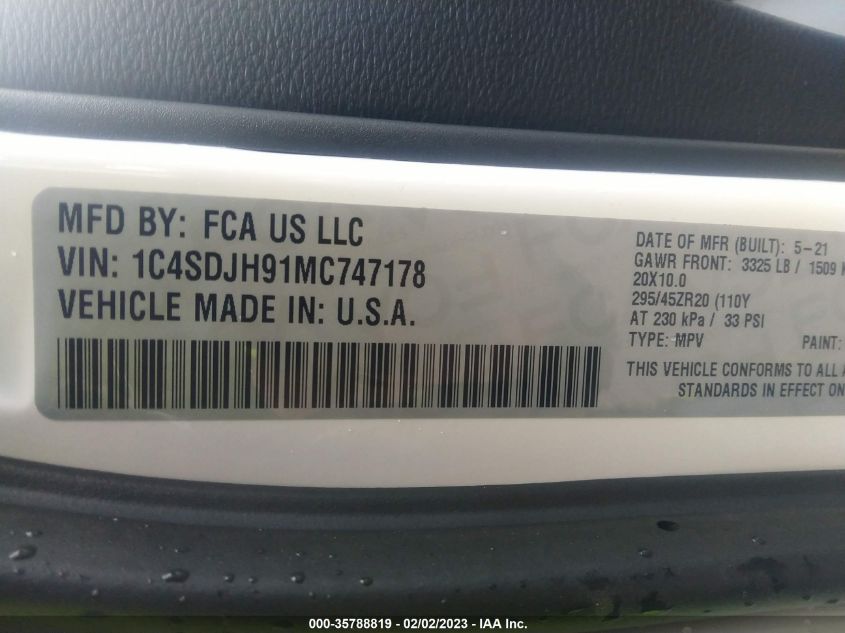 MFD BY: FCA US LLC
VIN: 1C4SDJH91MC747178
VEHICLE MADE IN: U.S.A.
DATE OF MFR (BUILT): 5-21
GAWR FRONT: 3325 LB / 1509 K
20X10.0
295/45ZR20 (110Y
AT 230 kPa / 33 PSI
TYPE: MPV PAINT:
THIS VEHICLE CONFORMS TO ALL A
STANDARDS IN EFFECT ON
000-35788819 - 02/02/2023 - IAA Inc.